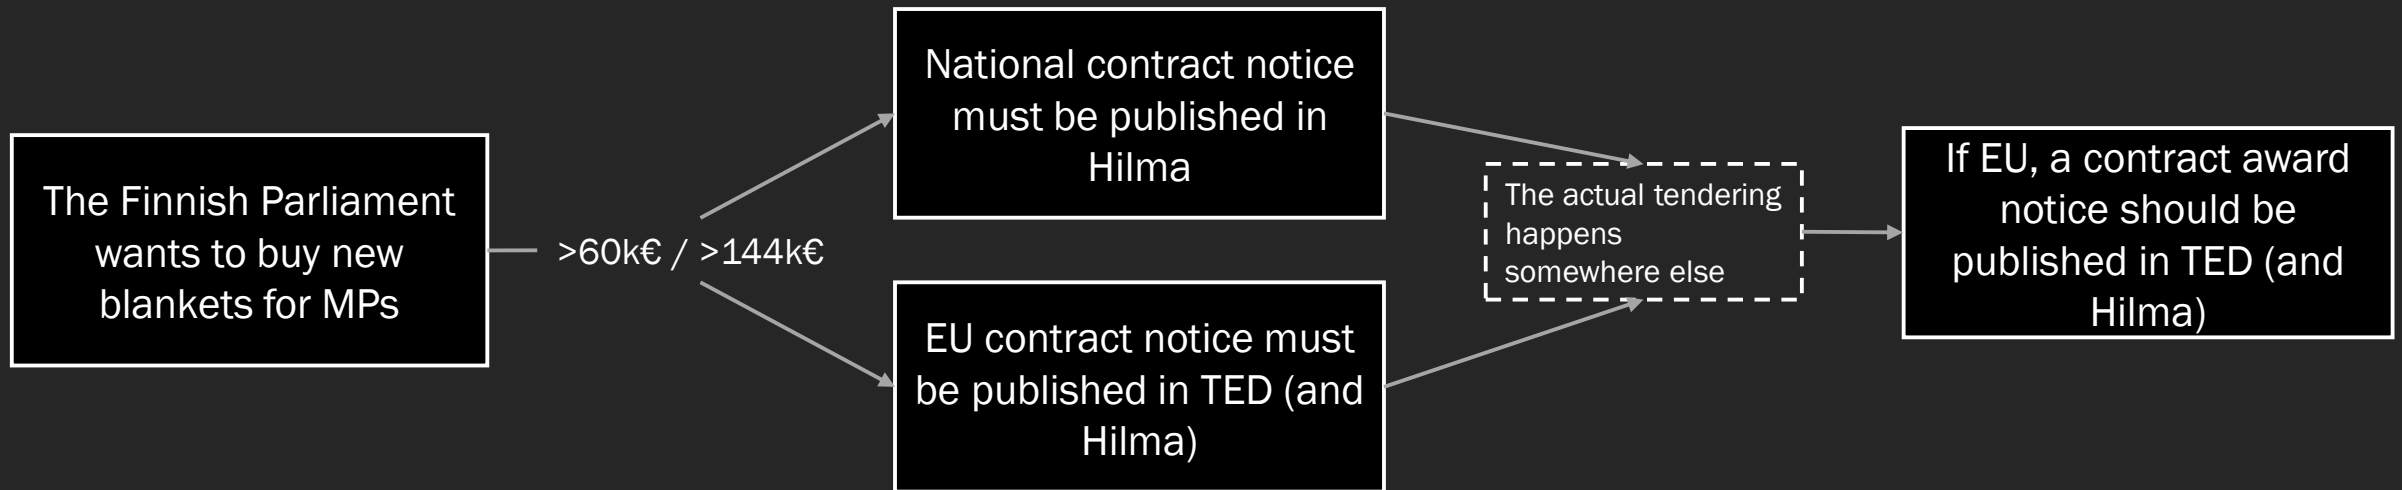 The Finnish Parliament
wants to buy new
blankets for MPs
>60k€ / >144k€
National contract notice
must be published in
Hilma
EU contract notice must
be published in TED (and
Hilma)
The actual tendering
happens
somewhere else
If EU, a contract award
notice should be
published in TED (and
Hilma)